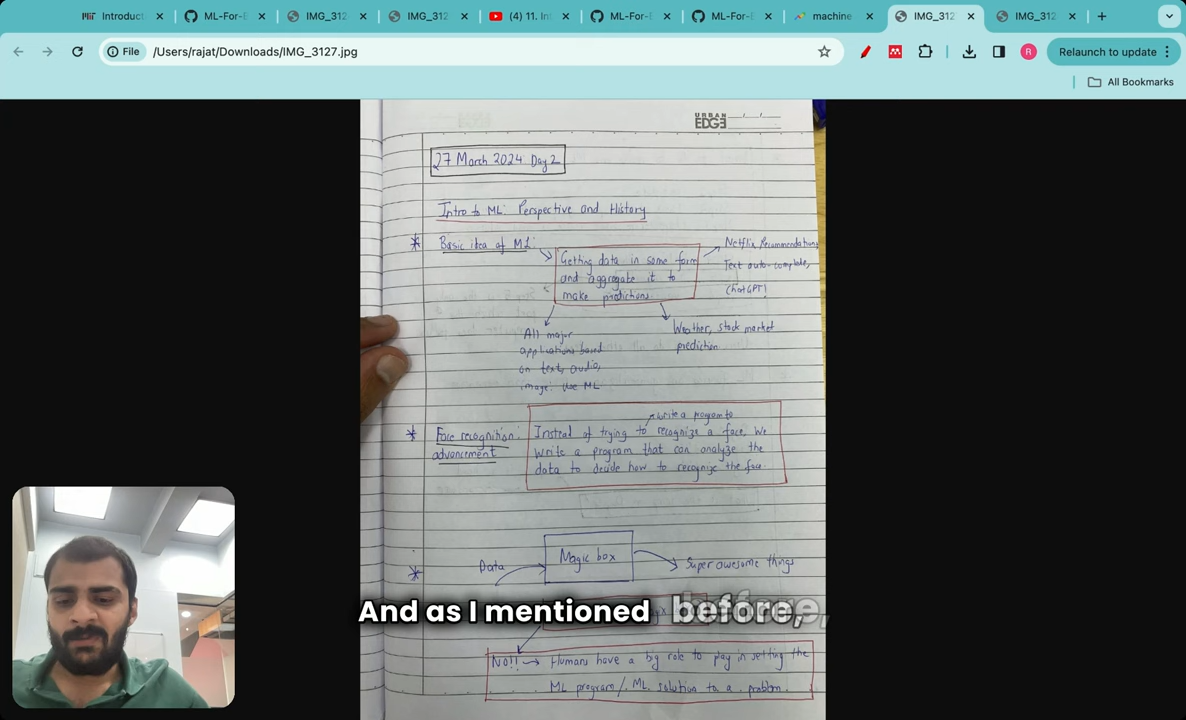 Introduct
ML-For-B
IMG_312
IMG_312
(4) 11. In
ML-For-B
ML-For-B
machine
IMG_312
IMG_312
File
/Users/rajat/Downloads/IMG_3127.jpg
R
Relaunch to update
All Bookmarks
URBAN
EDGE
27 March 2024 Day 2
Intro to ML: Perspective and History
* Basic idea of ML:
Getting data in some form
and aggregate it to
make predictions.
Netflix Recommendations
Text auto-complete,
ChatGPT!
All major
applications based
on text, audio,
image: use ML
Weather, stock market
prediction
* Face recognition:
advancement
write a program to
Instead of trying to recognize a face. We
write a program that can analyze the
data to decide how to recognize the face.
* Data
Magic box
Super awesome things
And as I mentioned before,
NO!! → Humans have a big role to play in setting the
ML program / ML solution to a problem.